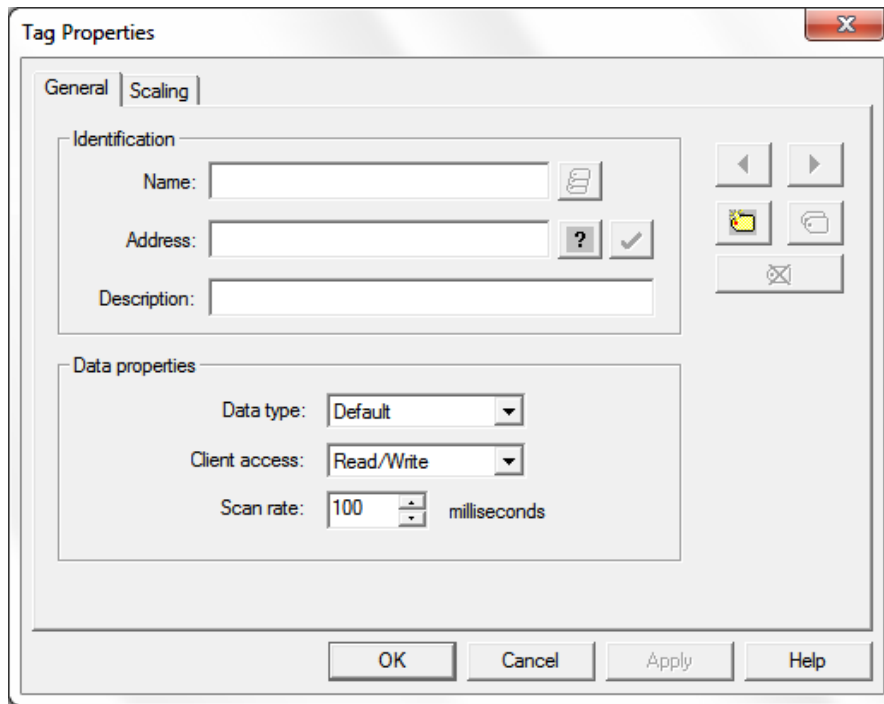 Tag Properties
General Scaling
Identification
Name:
Address: ?
Description:
Data properties
Data type: Default
Client access: Read/Write
Scan rate: 100 milliseconds
OK Cancel Apply Help